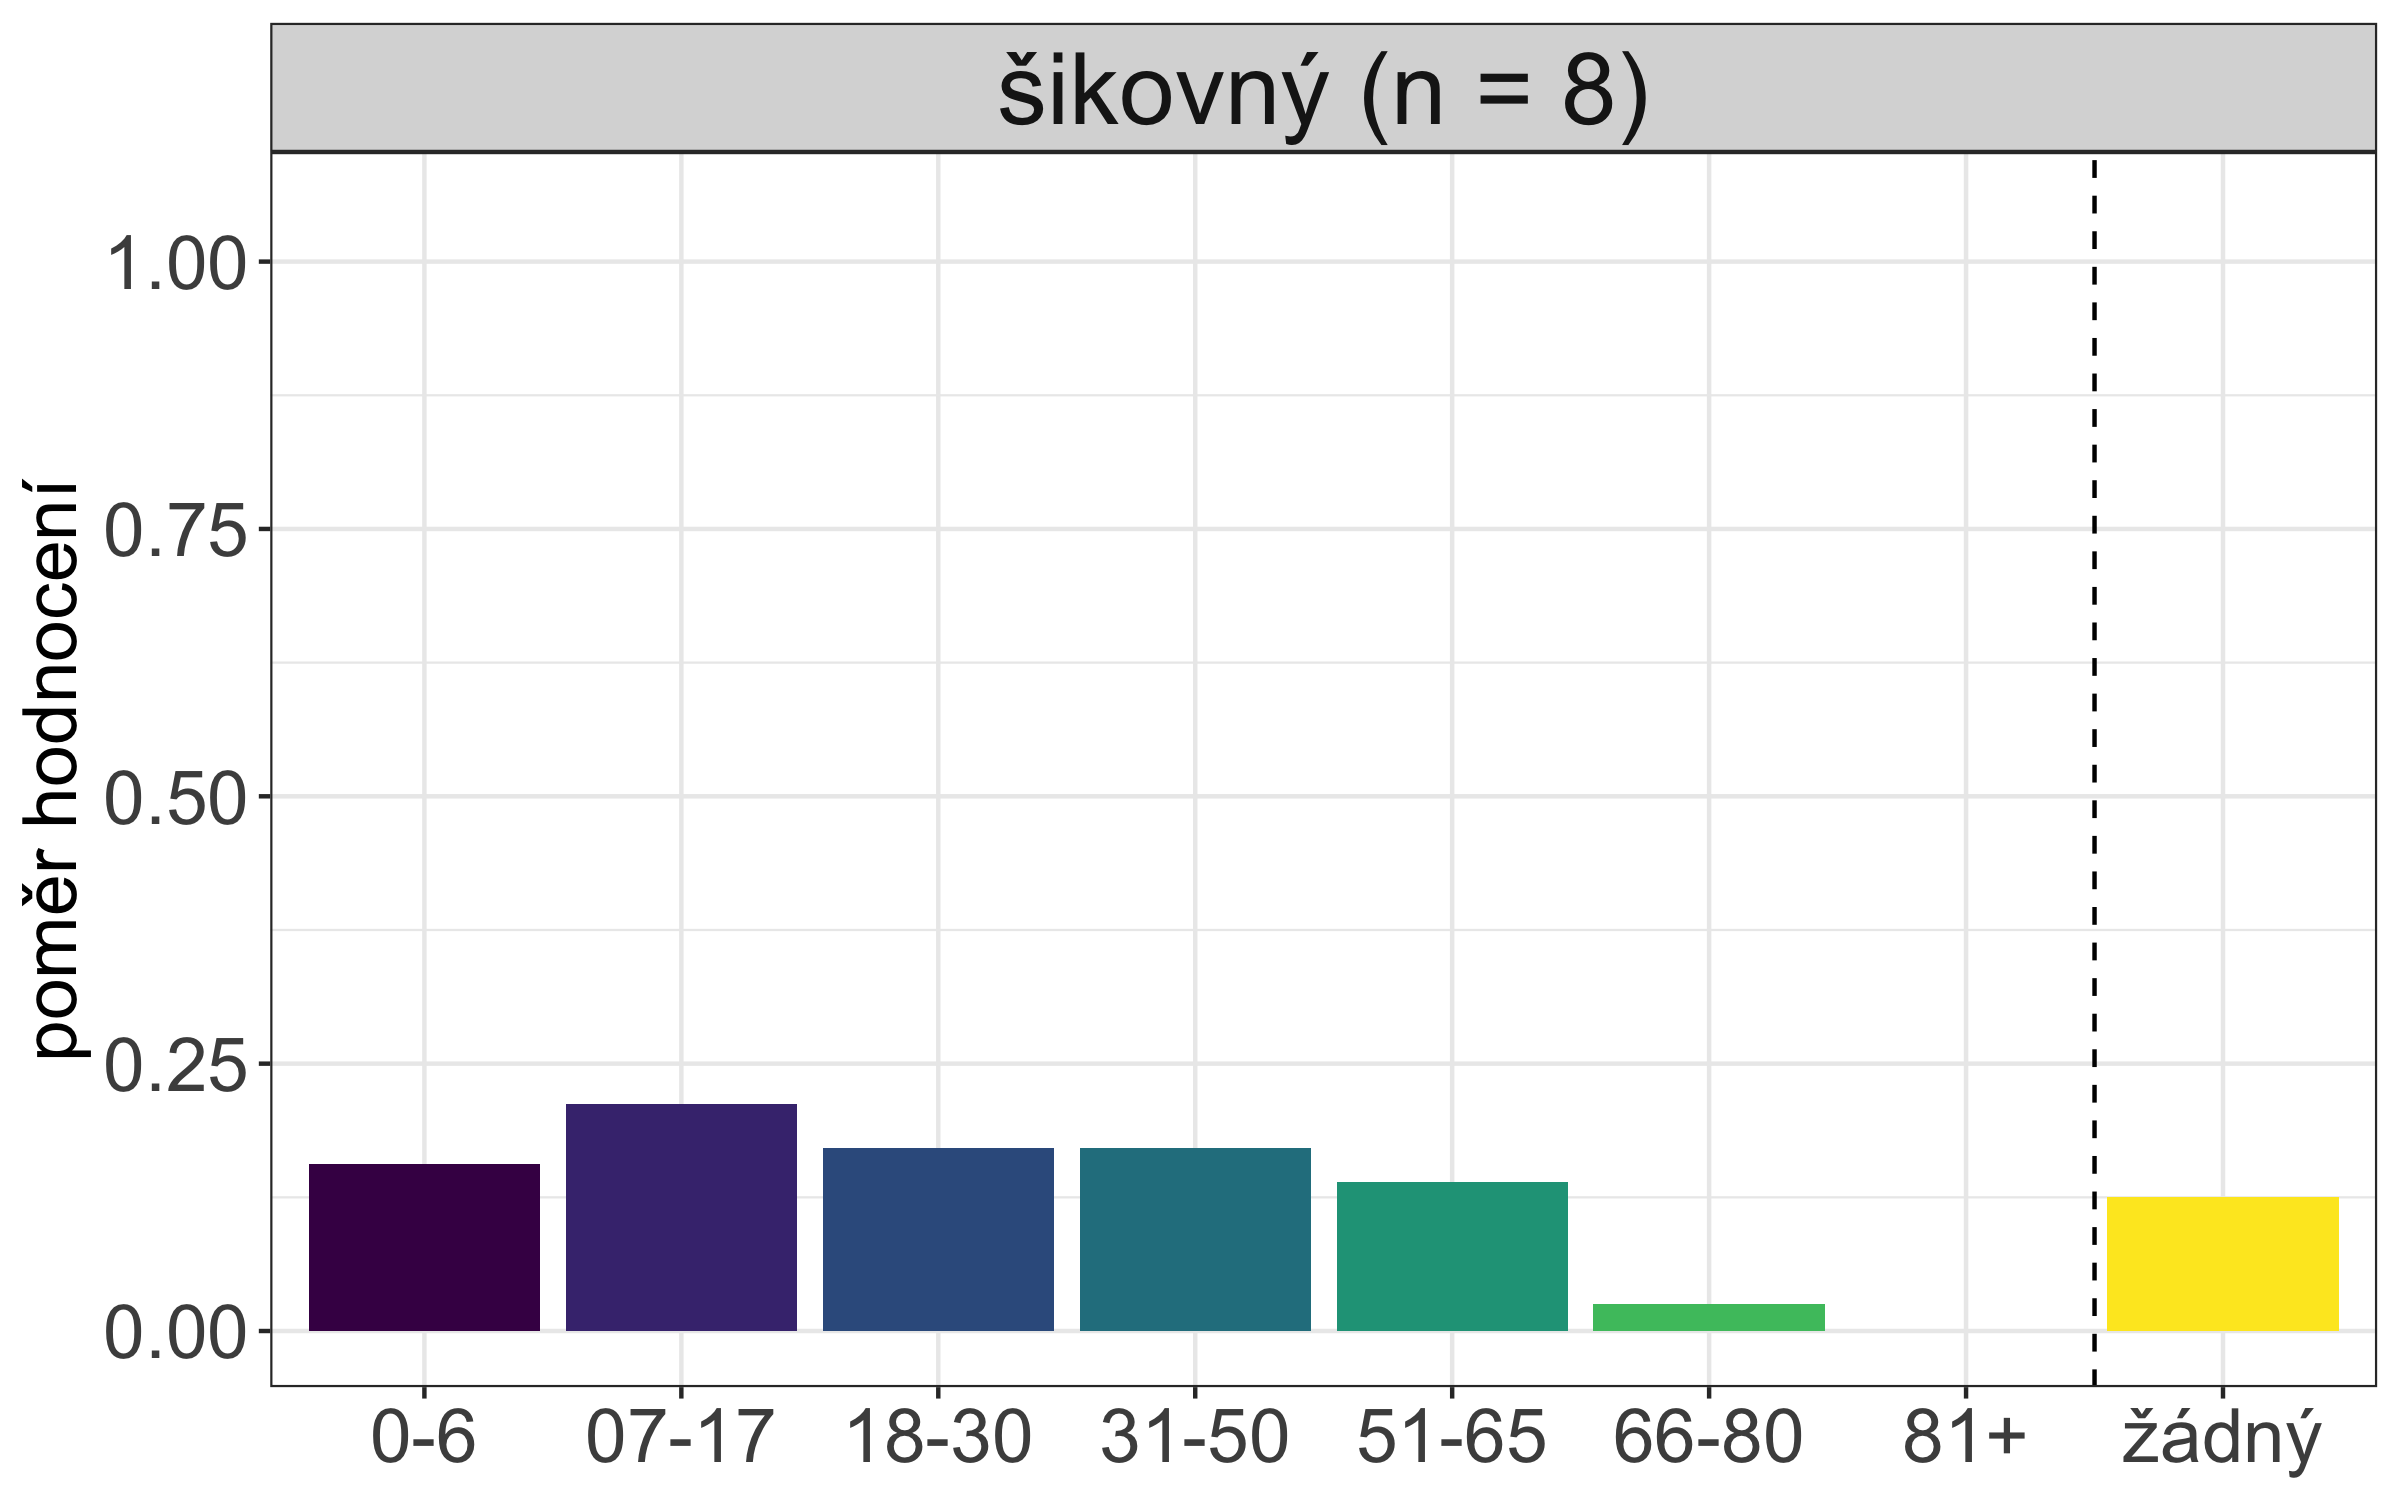 šikovný (n = 8)
poměr hodnocení
1.00
0.75
0.50
0.25
0.00
0-6 07-17 18-30 31-50 51-65 66-80 81+ žádný